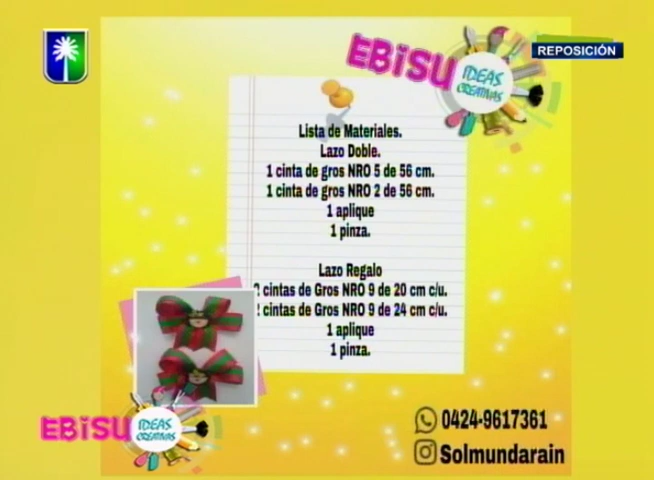 EBiSU
IDEAS
CREATIVAS
REPOSICIÓN
Lista de Materiales.
Lazo Doble.
1 cinta de gros NRO 5 de 56 cm.
1 cinta de gros NRO 2 de 56 cm.
1 aplique
1 pinza.
Lazo Regalo
2 cintas de Gros NRO 9 de 20 cm c/u.
cintas de Gros NRO 9 de 24 cm c/u.
1 aplique
1 pinza.
EBiSU
IDEAS
CREATIVAS
0424-9617361
Solmundarain